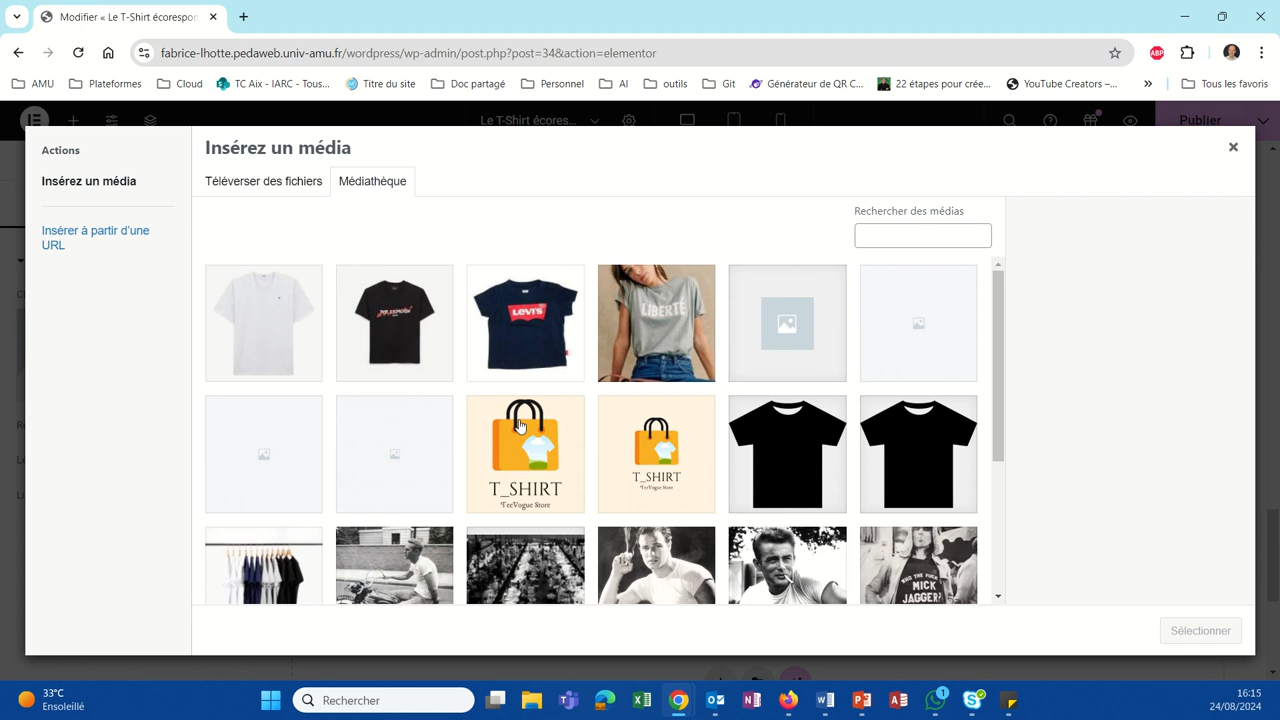 Modifier « Le T-Shirt écorespon
fabrice-lhotte.pedaweb.univ-amu.fr/wordpress/wp-admin/post.php?post=34&action=elementor
AMU Plateformes Cloud TC Aix - IARC - Tous... Titre du site Doc partagé Personnel AI outils Git Générateur de QR C... 22 étapes pour crée... YouTube Creators –... » Tous les favoris
Le T-Shirt écores... Publier
Actions
Insérez un média
Insérer à partir d'une
URL
Insérez un média
Téléverser des fichiers Médiathèque
Rechercher des médias
LEVI'S
LIBERTÉ
T_SHIRT
TeeVogue Store
T_SHIRT
TeeVogue Store
MICK
JAGGER?
Sélectionner
33°C
Ensoleillé
Rechercher
1
16:15
24/08/2024